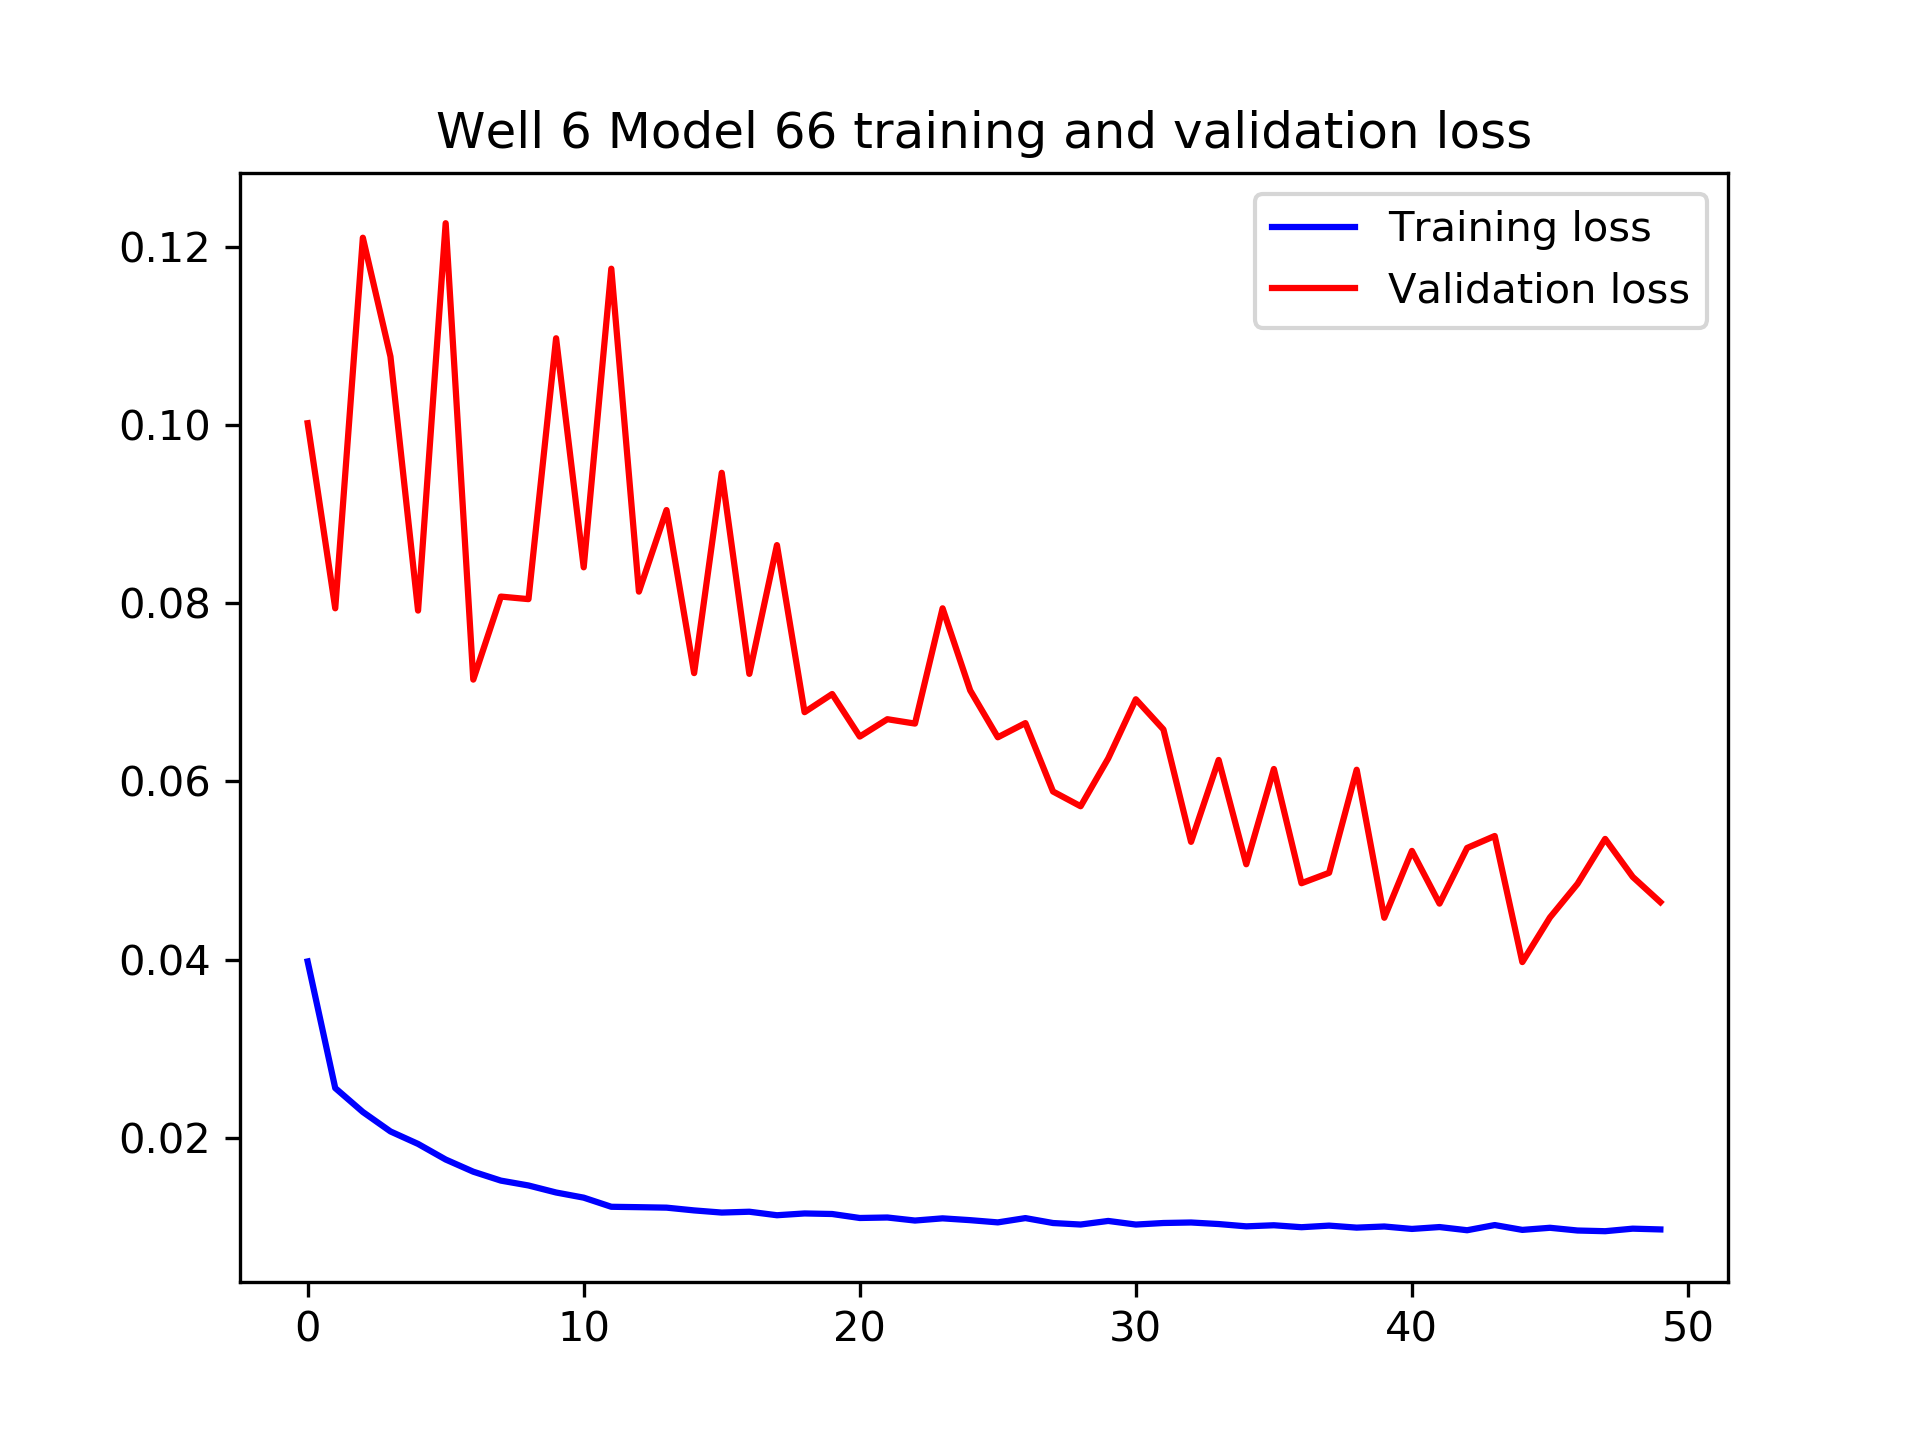 Well 6 Model 66 training and validation loss
Training loss
Validation loss
0.12
0.10
0.08
0.06
0.04
0.02
0 10 20 30 40 50